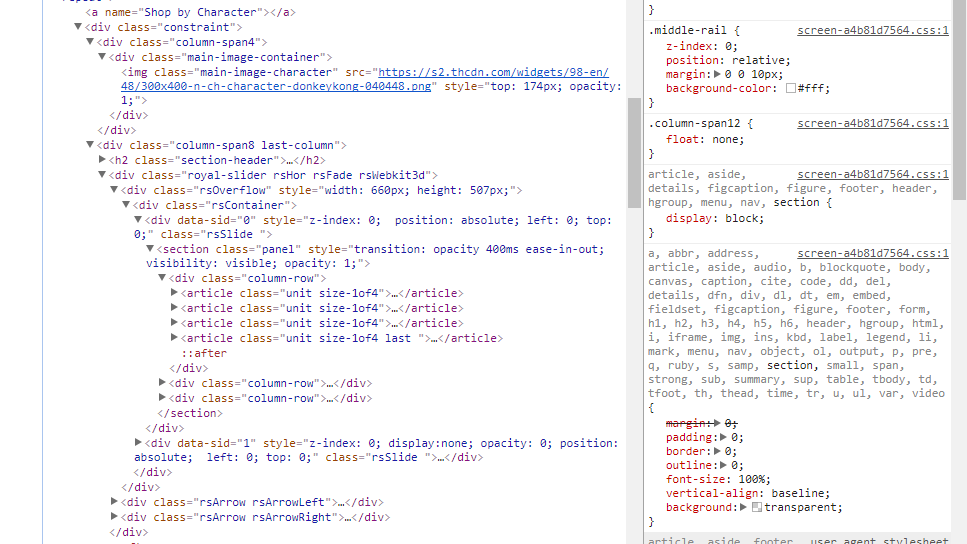 <a name="Shop by Character"></a>
▼<div class="constraint">
▼<div class="column-span4">
▼<div class="main-image-container">
<img class="main-image-character" src="https://s2.thcdn.com/widgets/98-en/
48/300x400-n-ch-character-donkeykong-040448.png" style="top: 174px; opacity:
1;">
</div>
</div>
▼<div class="column-span8 last-column">
▶<h2 class="section-header">…</h2>
▼<div class="royal-slider rsHor rsFade rsWebkit3d">
▼<div class="rsOverflow" style="width: 660px; height: 507px;">
▼<div class="rsContainer">
▼<div data-sid="0" style="z-index: 0;  position: absolute; left: 0; top:
0;" class="rsSlide ">
▼<section class="panel" style="transition: opacity 400ms ease-in-out;
visibility: visible; opacity: 1;">
▼<div class="column-row">
▶<article class="unit size-1of4">…</article>
▶<article class="unit size-1of4">…</article>
▶<article class="unit size-1of4">…</article>
▶<article class="unit size-1of4 last ">…</article>
::after
</div>
▶<div class="column-row">…</div>
▶<div class="column-row">…</div>
</section>
</div>
▶<div data-sid="1" style="z-index: 0; display:none; opacity: 0; position:
absolute;  left: 0; top: 0;" class="rsSlide ">…</div>
</div>
</div>
▶<div class="rsArrow rsArrowLeft">…</div>
▶<div class="rsArrow rsArrowRight">…</div>
</div>
}
.middle-rail { screen-a4b81d7564.css:1
z-index: 0;
position: relative;
margin:▶0 0 10px;
background-color: #fff;
}
.column-span12 { screen-a4b81d7564.css:1
float: none;
}
article, aside, screen-a4b81d7564.css:1
details, figcaption, figure, footer, header,
hgroup, menu, nav, section {
display: block;
}
a, abbr, address, screen-a4b81d7564.css:1
article, aside, audio, b, blockquote, body,
canvas, caption, cite, code, dd, del,
details, dfn, div, dl, dt, em, embed,
fieldset, figcaption, figure, footer, form,
h1, h2, h3, h4, h5, h6, header, hgroup, html,
i, iframe, img, ins, kbd, label, legend, li,
mark, menu, nav, object, ol, output, p, pre,
q, ruby, s, samp, section, small, span,
strong, sub, summary, sup, table, tbody, td,
tfoot, th, thead, time, tr, u, ul, var, video
{
margin:▶0;
padding:▶0;
border:▶0;
outline:▶0;
font-size: 100%;
vertical-align: baseline;
background:▶transparent;
}
article, aside, footer, user agent stylesheet